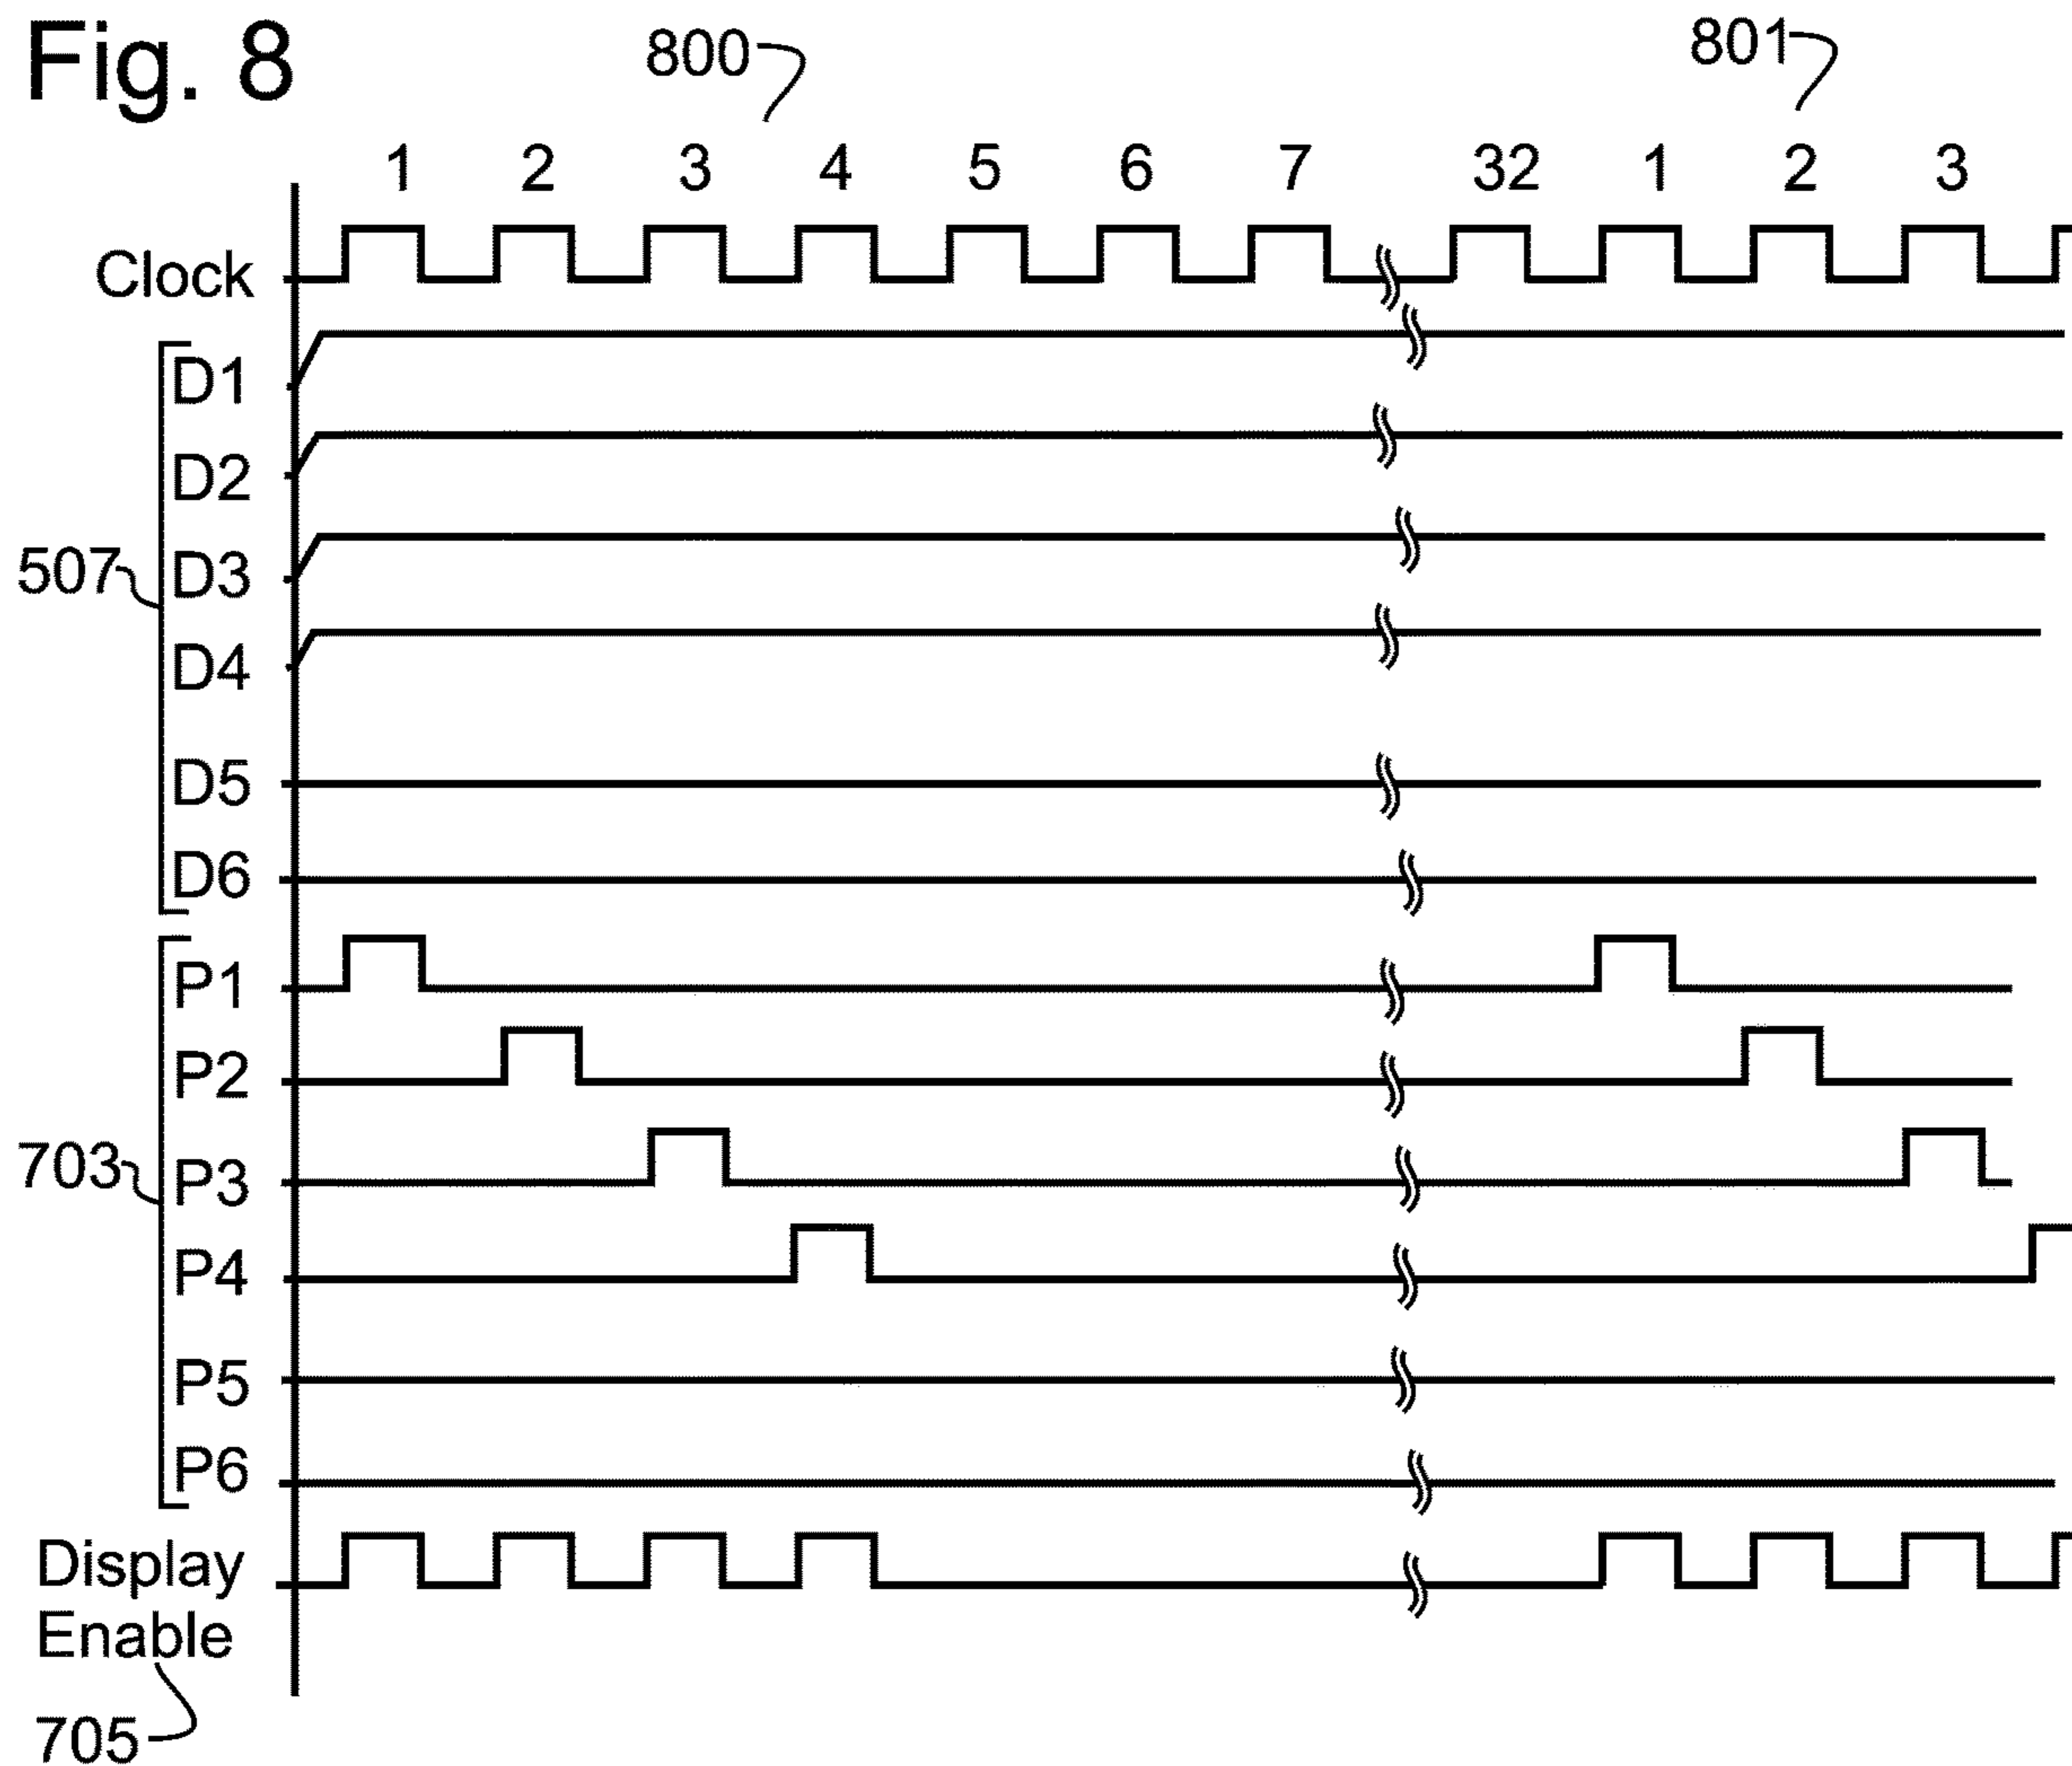 Fig. 8
800
801
1 2 3 4 5 6 7 32 1 2 3
Clock
D1
D2
507
D3
D4
D5
D6
P1
P2
703
P3
P4
P5
P6
Display
Enable
705